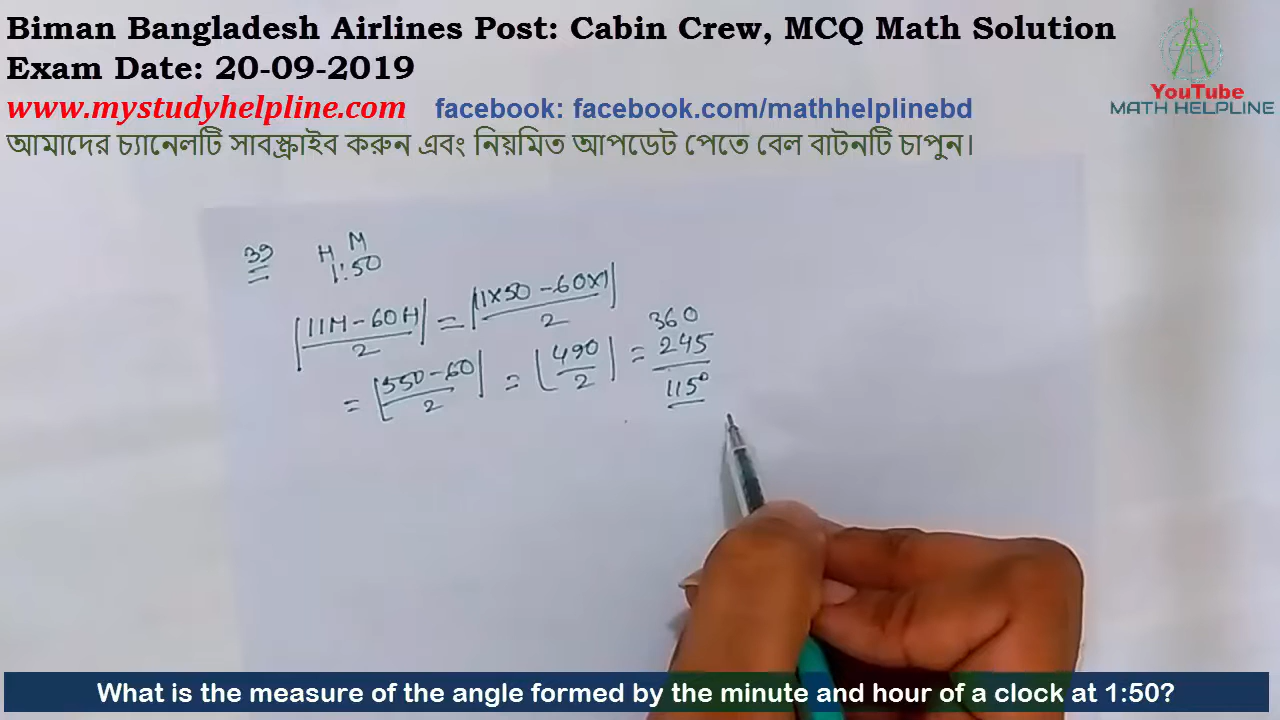 Biman Bangladesh Airlines Post: Cabin Crew, MCQ Math Solution
Exam Date: 20-09-2019
www.mystudyhelpline.com facebook: facebook.com/mathhelplinebd
আমাদের চ্যানেলটি সাবস্ক্রাইব করুন এবং নিয়মিত আপডেট পেতে বেল বাটনটি চাপুন।
YouTube
MATH HELPLINE
39
H M
1:50
|11M-60H / 2| = |11×50-60×1 / 2|
= |550-60 / 2| = |490 / 2| =
360
245
115°
What is the measure of the angle formed by the minute and hour of a clock at 1:50?